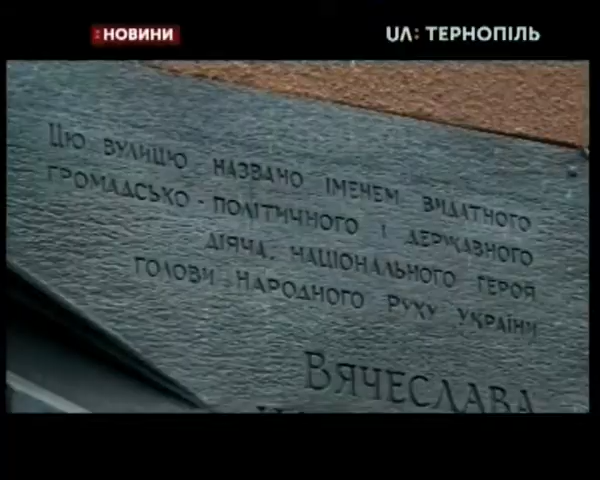 :НОВИНИ
UA: ТЕРНОПІЛЬ
Цю вулицю названо іменем видатного
громадсько - політичного і державного
діяча, національного героя
голови Народного Руху України
Вячеслава